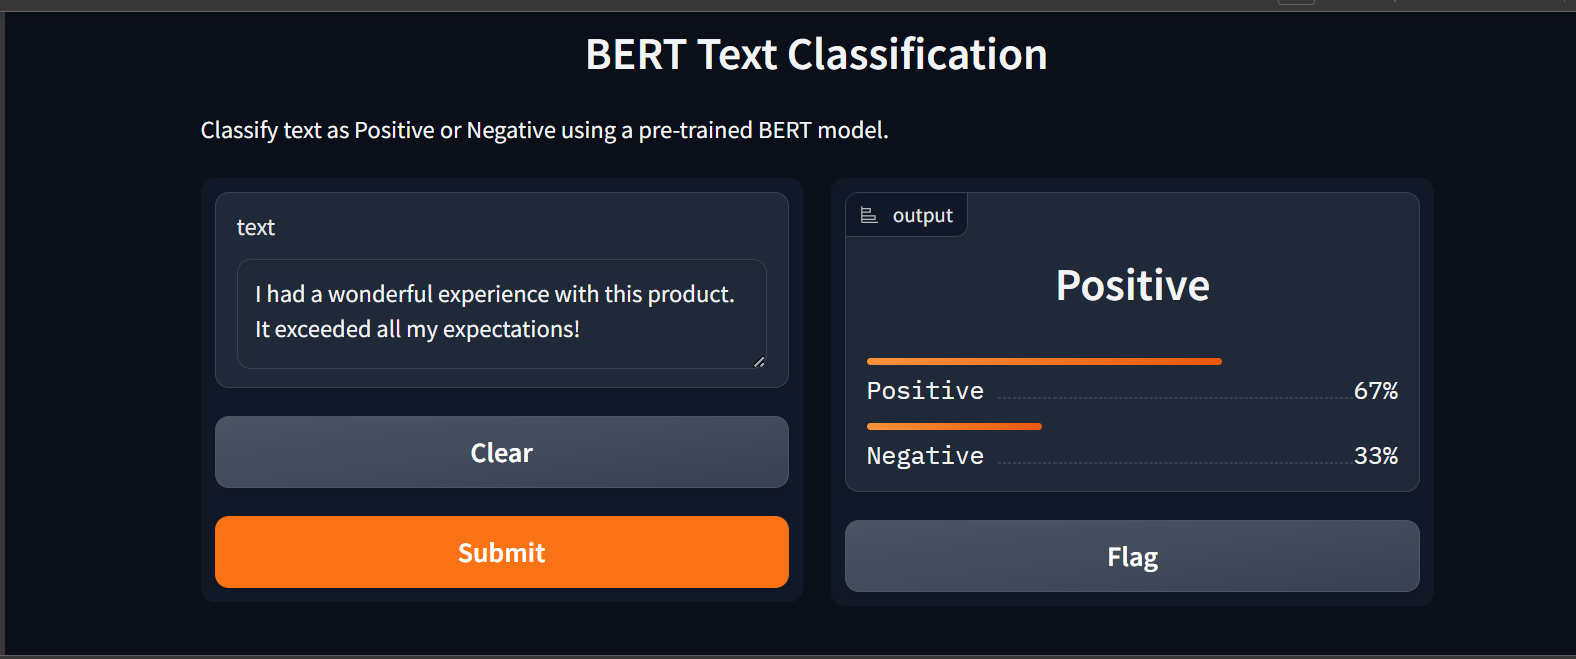 BERT Text Classification
Classify text as Positive or Negative using a pre-trained BERT model.
text
I had a wonderful experience with this product.
It exceeded all my expectations!
Clear
Submit
output
Positive
Positive 67%
Negative 33%
Flag